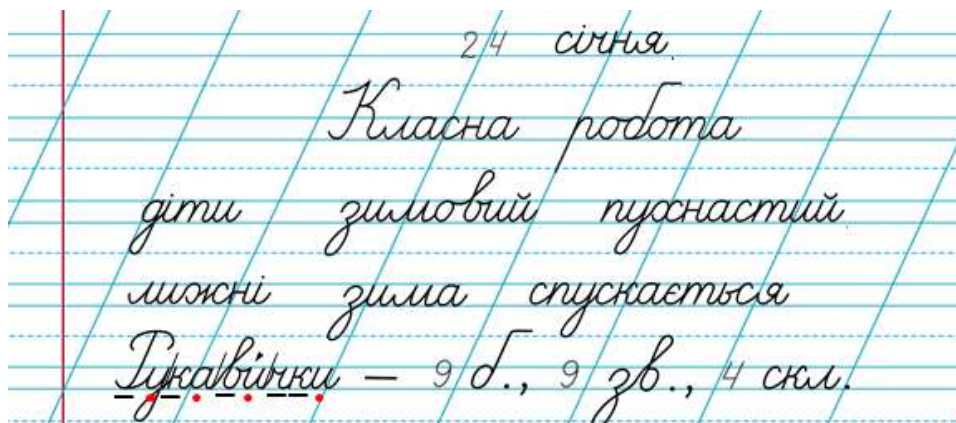 24 січня.
Класна робота
діти зимовий пухнастий.
лижні зима спускається
Рукавички – 9 б., 9 зв., 4 скл.